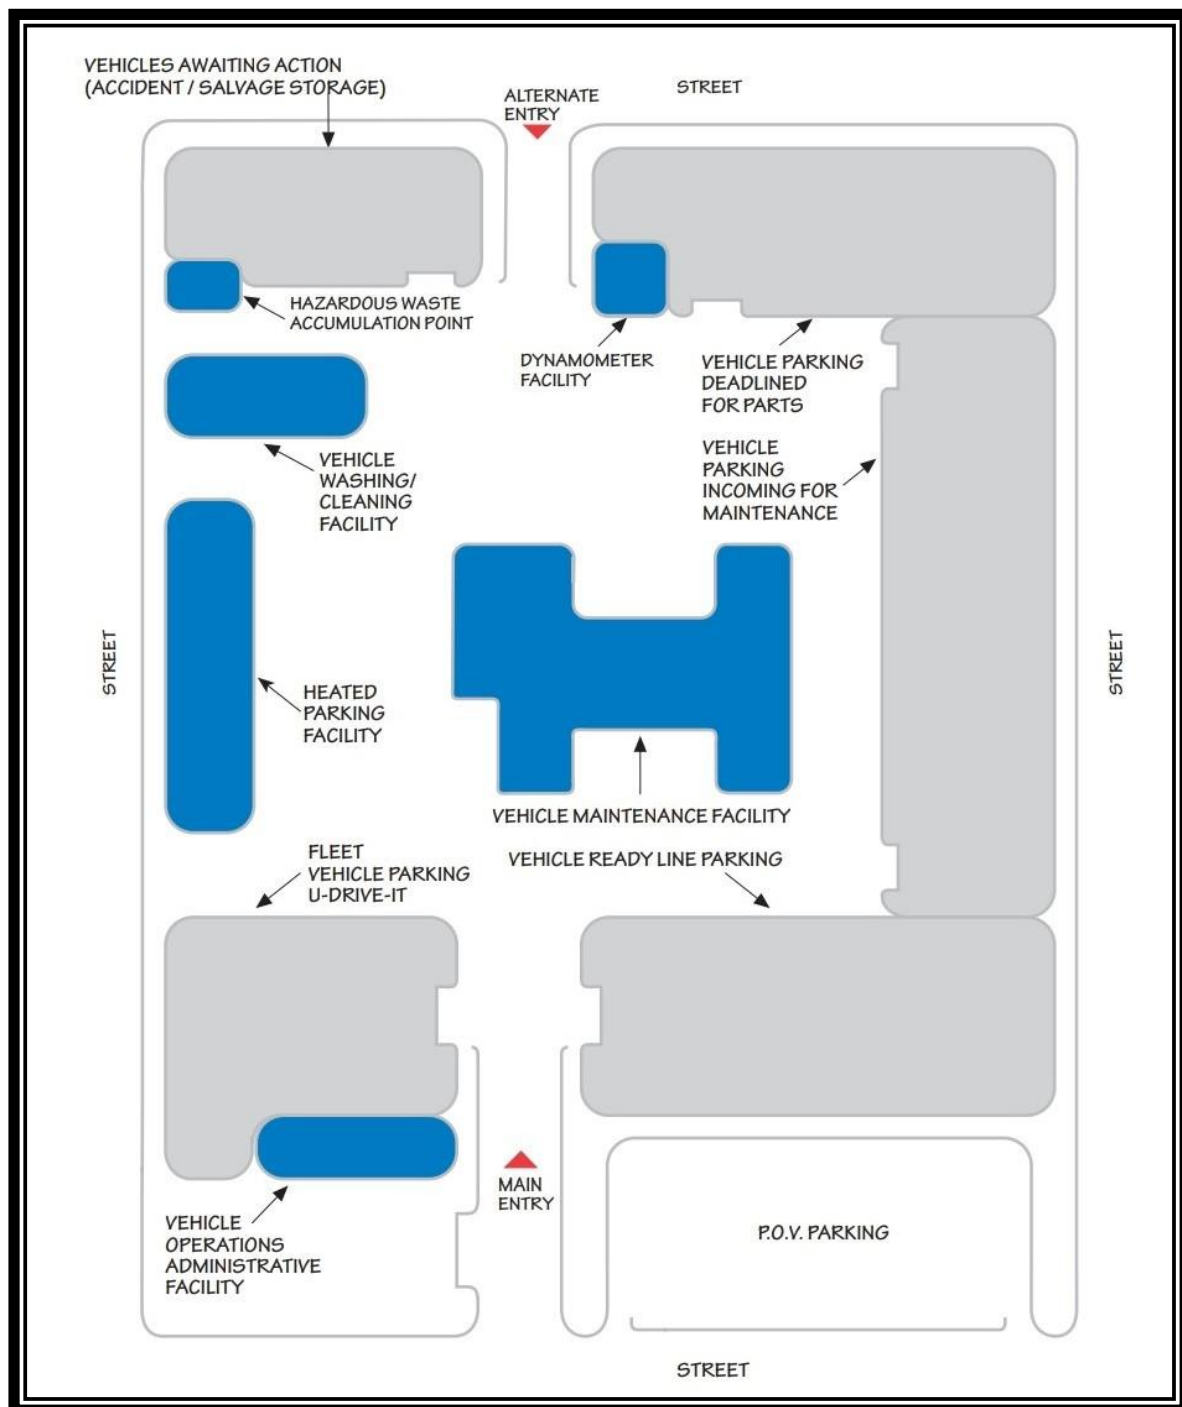 VEHICLES AWAITING ACTION
(ACCIDENT / SALVAGE STORAGE)
ALTERNATE
ENTRY
STREET
HAZARDOUS WASTE
ACCUMULATION POINT
DYNAMOMETER
FACILITY
VEHICLE PARKING
DEADLINED
FOR PARTS
VEHICLE
WASHING/
CLEANING
FACILITY
VEHICLE
PARKING
INCOMING FOR
MAINTENANCE
STREET
HEATED
PARKING
FACILITY
STREET
VEHICLE MAINTENANCE FACILITY
FLEET
VEHICLE PARKING
U-DRIVE-IT
VEHICLE READY LINE PARKING
MAIN
ENTRY
VEHICLE
OPERATIONS
ADMINISTRATIVE
FACILITY
P.O.V. PARKING
STREET